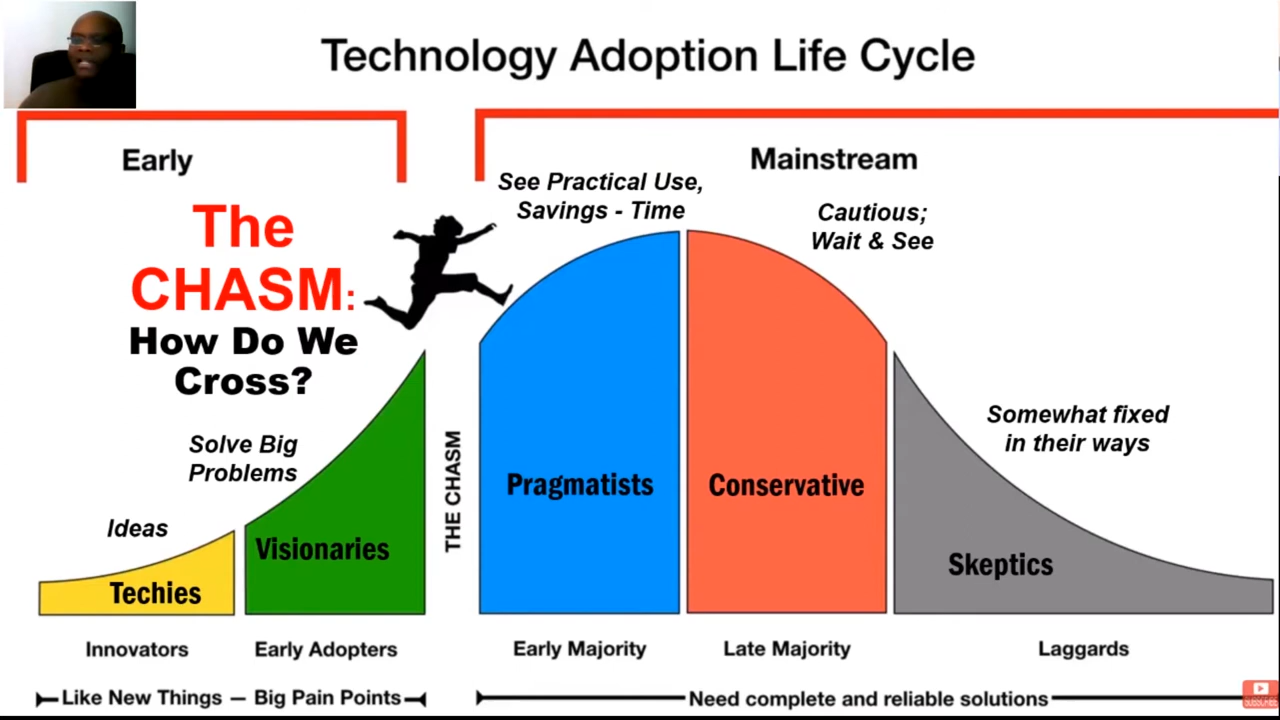 Technology Adoption Life Cycle
Early
Mainstream
The
CHASM:
How Do We
Cross?
See Practical Use,
Savings - Time
Cautious;
Wait & See
Solve Big
Problems
Ideas
Somewhat fixed
in their ways
THE CHASM
Techies
Visionaries
Pragmatists
Conservative
Skeptics
Innovators
Early Adopters
Early Majority
Late Majority
Laggards
Like New Things — Big Pain Points
Need complete and reliable solutions
SUBSCRIBE